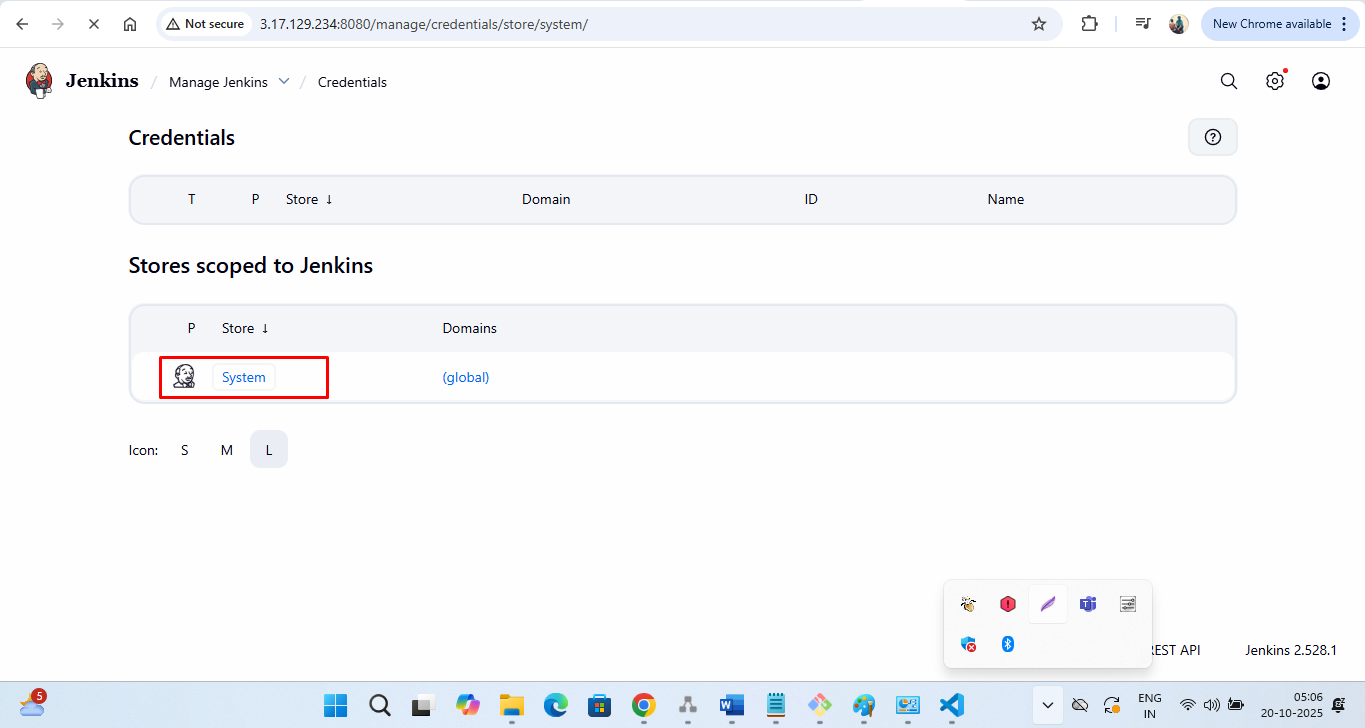 Not secure 3.17.129.234:8080/manage/credentials/store/system/ New Chrome available
Jenkins / Manage Jenkins / Credentials
Credentials
T P Store ↓ Domain ID Name
Stores scoped to Jenkins
P Store ↓ Domains
System (global)
Icon: S M L
REST API Jenkins 2.528.1
5
ENG
IN
05:06
20-10-2025